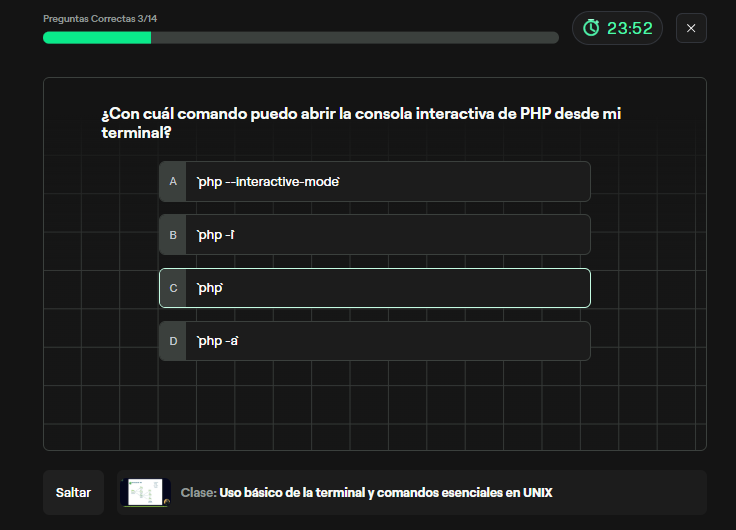 Preguntas Correctas 3/14
23:52
¿Con cuál comando puedo abrir la consola interactiva de PHP desde mi
terminal?
A `php --interactive-mode`
B `php -i`
C `php`
D `php -a`
Saltar
Clase: Uso básico de la terminal y comandos esenciales en UNIX